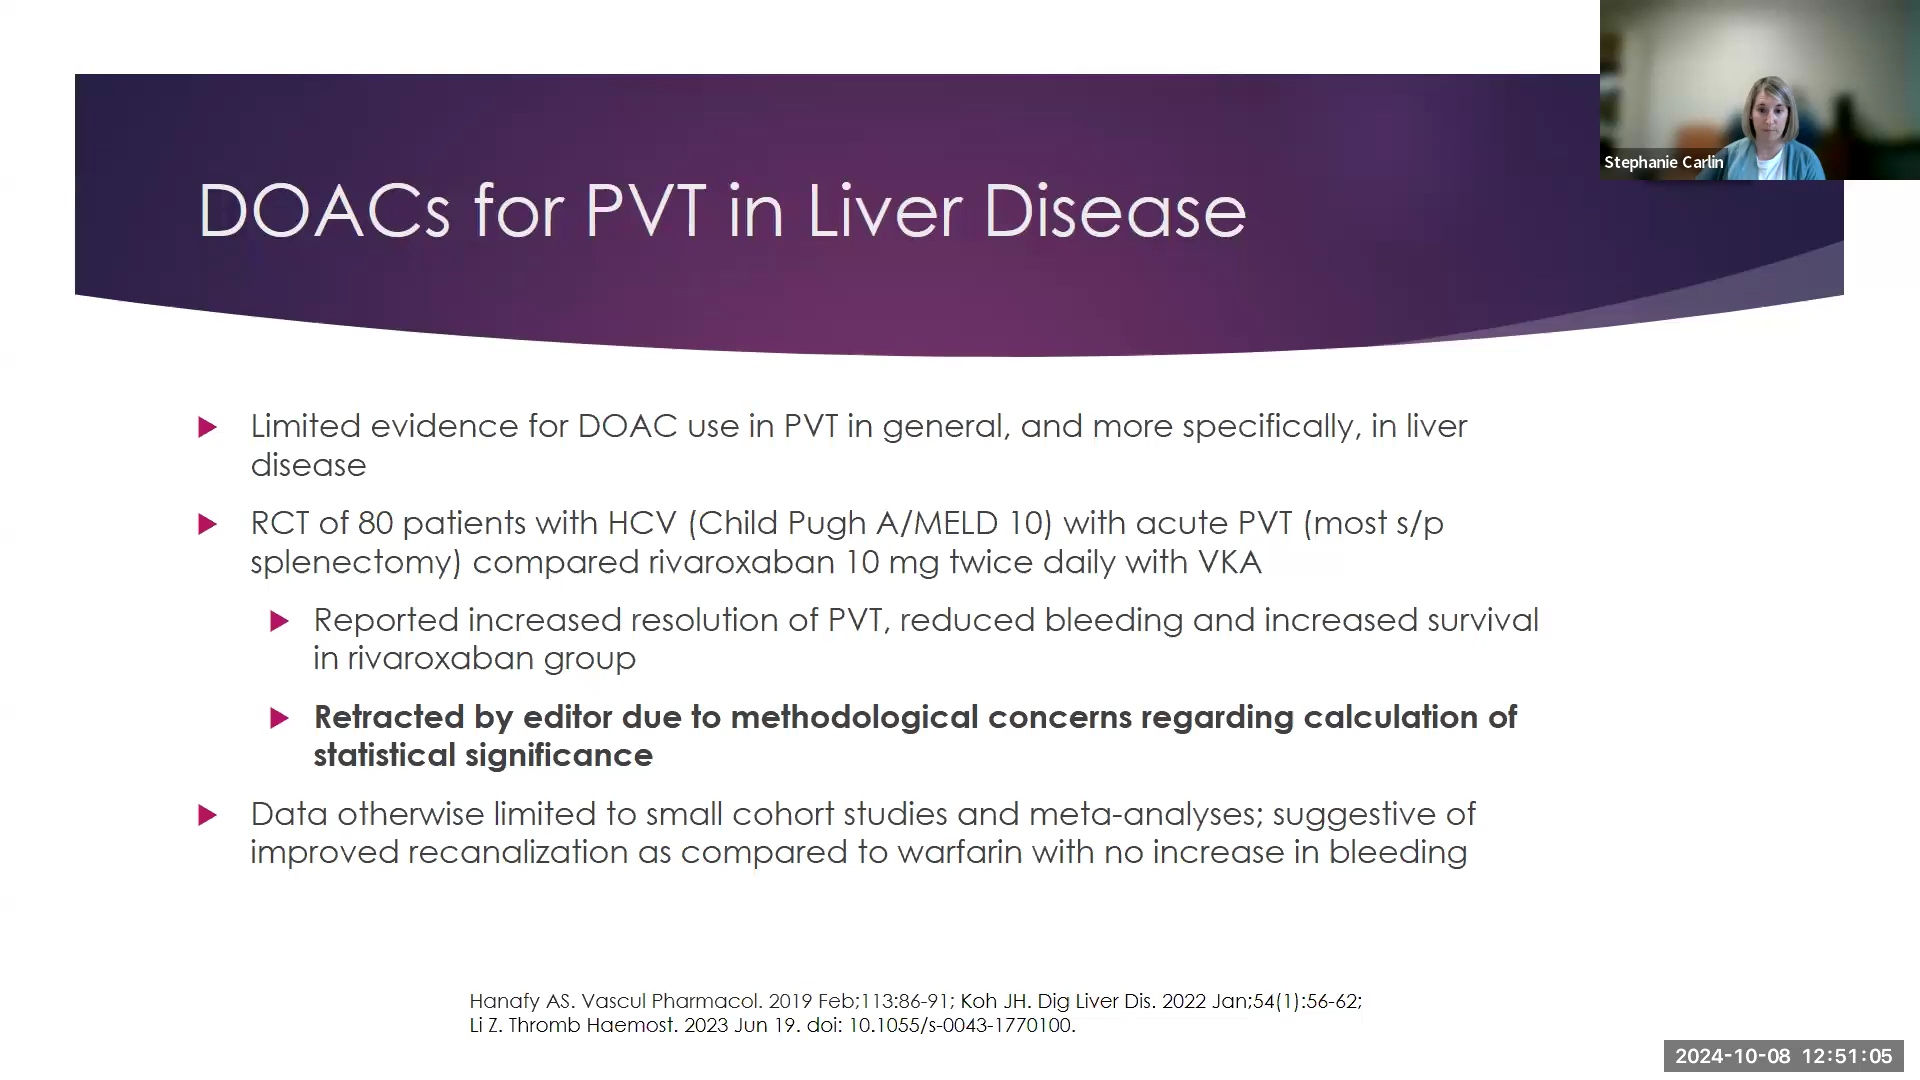 Stephanie Carlin
DOACs for PVT in Liver Disease
Limited evidence for DOAC use in PVT in general, and more specifically, in liver
disease
RCT of 80 patients with HCV (Child Pugh A/MELD 10) with acute PVT (most s/p
splenectomy) compared rivaroxaban 10 mg twice daily with VKA
Reported increased resolution of PVT, reduced bleeding and increased survival
in rivaroxaban group
Retracted by editor due to methodological concerns regarding calculation of
statistical significance
Data otherwise limited to small cohort studies and meta-analyses; suggestive of
improved recanalization as compared to warfarin with no increase in bleeding
Hanafy AS. Vascul Pharmacol. 2019 Feb;113:86-91; Koh JH. Dig Liver Dis. 2022 Jan;54(1):56-62;
Li Z. Thromb Haemost. 2023 Jun 19. doi: 10.1055/s-0043-1770100.
2024-10-08 12:51:05